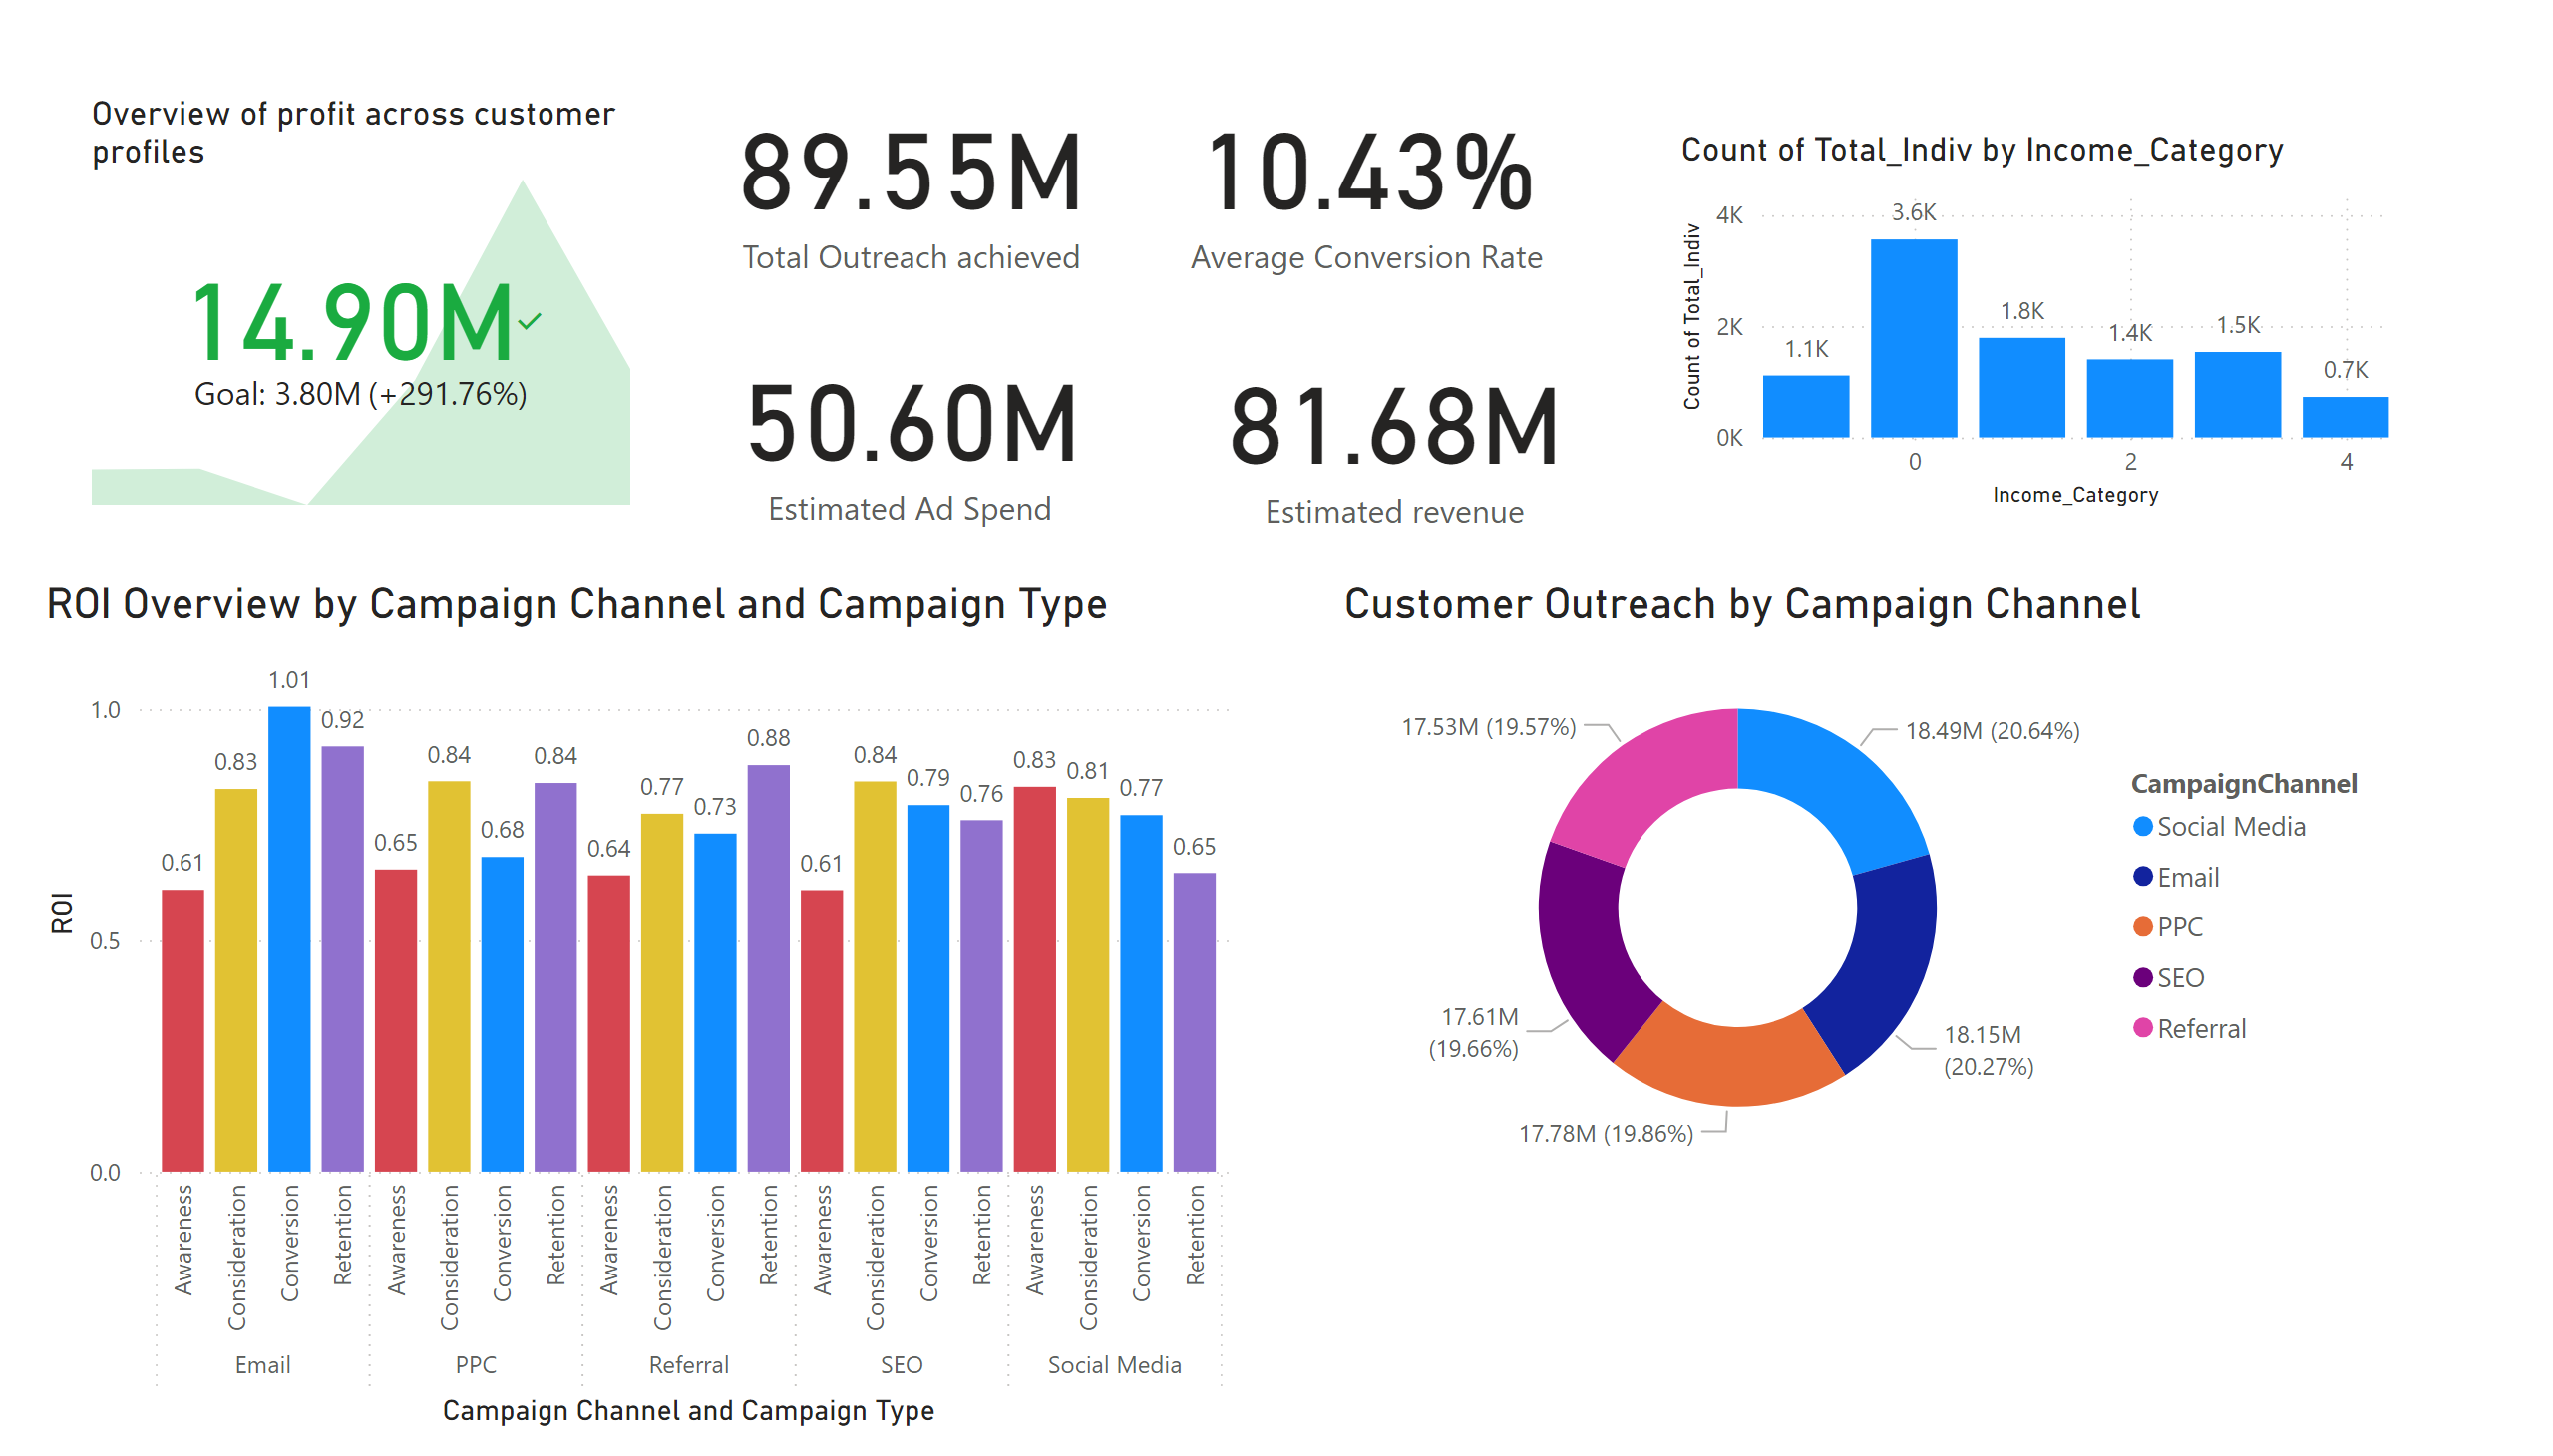 Overview of profit across customer
profiles
14.90M
Goal: 3.80M (+291.76%)
89.55M
Total Outreach achieved
10.43%
Average Conversion Rate
50.60M
Estimated Ad Spend
81.68M
Estimated revenue
Count of Total_Indiv by Income_Category
Count of Total_Indiv
4K
2K
0K
1.1K
3.6K
1.8K
1.4K
1.5K
0.7K
0
2
4
Income_Category
ROI Overview by Campaign Channel and Campaign Type
ROI
1.0
0.5
0.0
0.61
0.83
1.01
0.92
0.65
0.84
0.68
0.84
0.64
0.77
0.73
0.88
0.61
0.84
0.79
0.76
0.83
0.81
0.77
0.65
Awareness
Consideration
Conversion
Retention
Awareness
Consideration
Conversion
Retention
Awareness
Consideration
Conversion
Retention
Awareness
Consideration
Conversion
Retention
Awareness
Consideration
Conversion
Retention
Email
PPC
Referral
SEO
Social Media
Campaign Channel and Campaign Type
Customer Outreach by Campaign Channel
17.53M (19.57%)
18.49M (20.64%)
17.61M
(19.66%)
18.15M
(20.27%)
17.78M (19.86%)
CampaignChannel
Social Media
Email
PPC
SEO
Referral